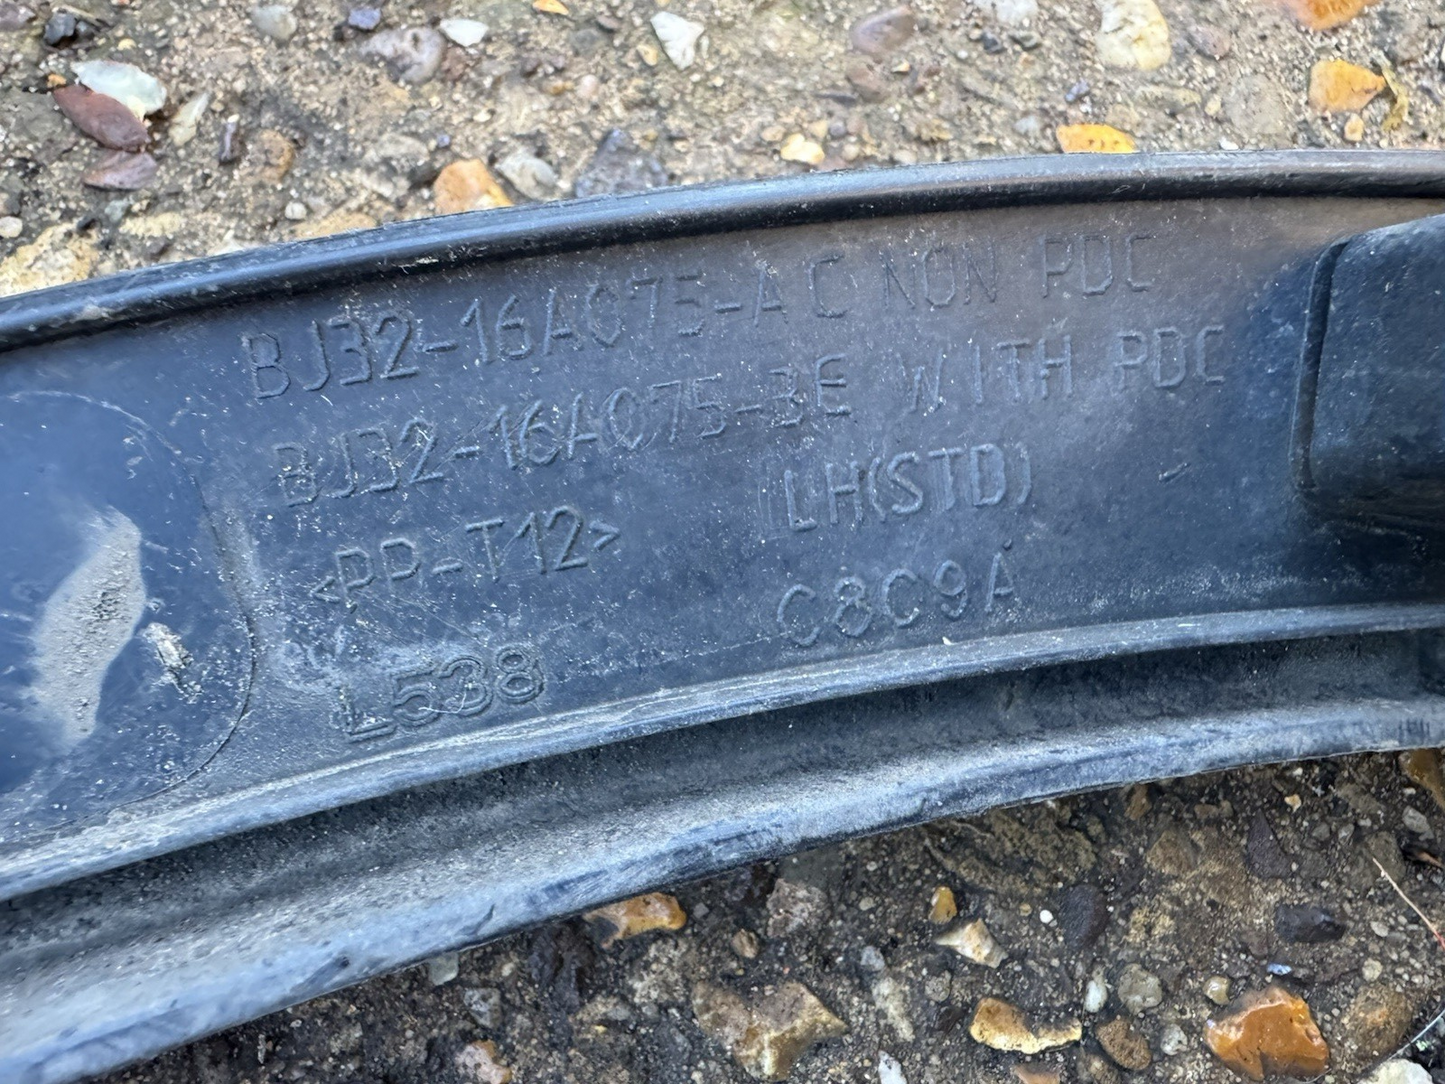 BJ32-16A075-AC NON PDC
BJ32-16A075-BE WITH PDC
<PP-T12> LH(STD)
C8C9A
L538